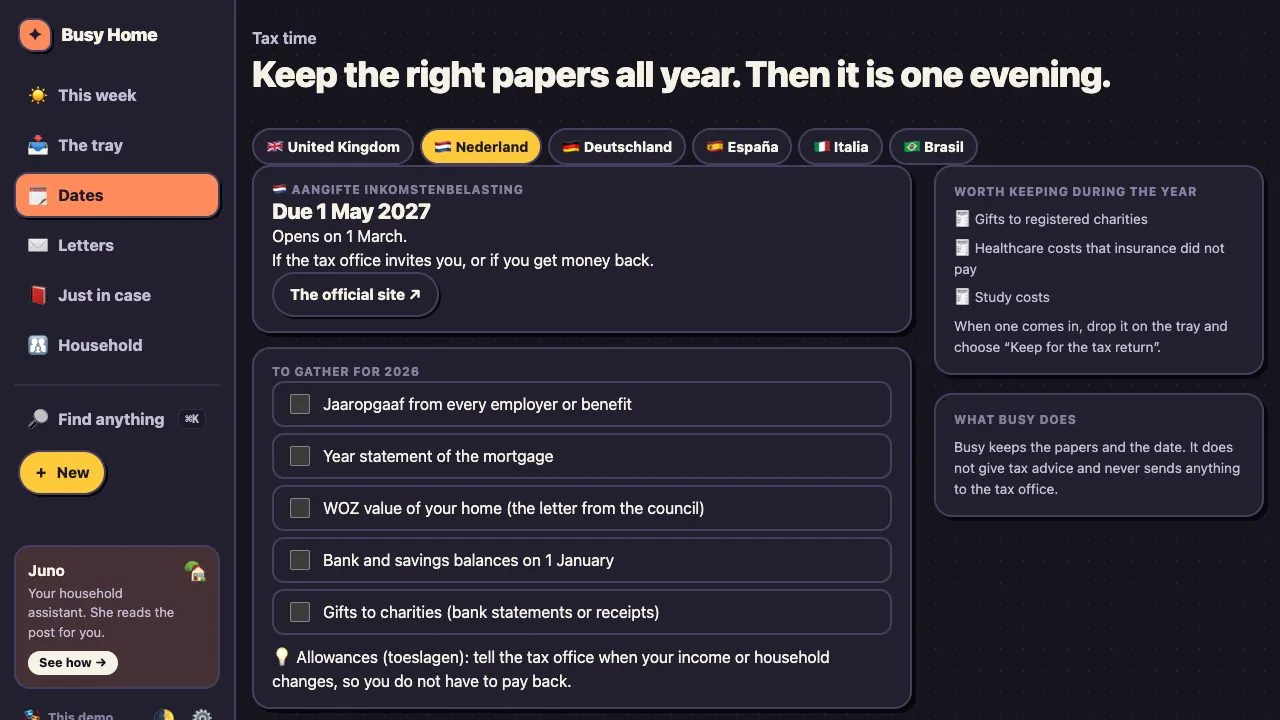 Busy Home
This week
The tray
Dates
Letters
Just in case
Household
Find anything ⌘K
+ New
Juno
Your household
assistant. She reads the
post for you.
See how →
This demo
Tax time
Keep the right papers all year. Then it is one evening.
United Kingdom
Nederland
Deutschland
España
Italia
Brasil
AANGIFTE INKOMSTENBELASTING
Due 1 May 2027
Opens on 1 March.
If the tax office invites you, or if you get money back.
The official site ↗
TO GATHER FOR 2026
Jaaropgaaf from every employer or benefit
Year statement of the mortgage
WOZ value of your home (the letter from the council)
Bank and savings balances on 1 January
Gifts to charities (bank statements or receipts)
Allowances (toeslagen): tell the tax office when your income or household
changes, so you do not have to pay back.
WORTH KEEPING DURING THE YEAR
Gifts to registered charities
Healthcare costs that insurance did not
pay
Study costs
When one comes in, drop it on the tray and
choose “Keep for the tax return”.
WHAT BUSY DOES
Busy keeps the papers and the date. It does
not give tax advice and never sends anything
to the tax office.